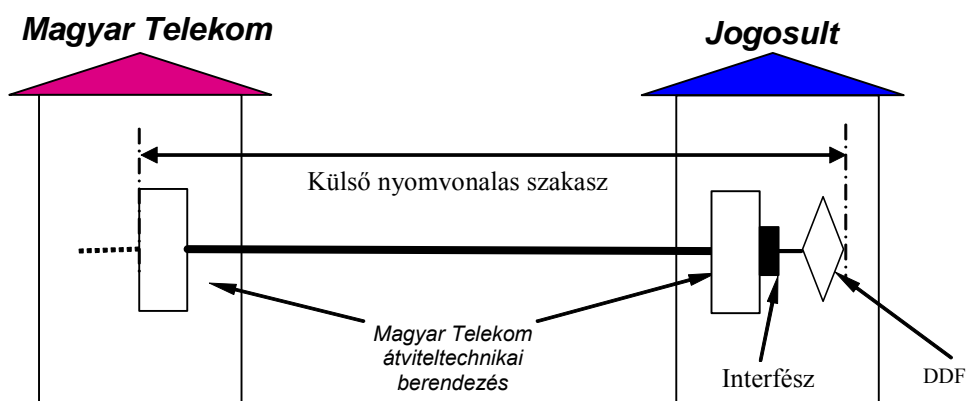 Magyar Telekom
Jogosult
Külső nyomvonalas szakasz
Magyar Telekom
átviteltechnikai
berendezés
Interfész
DDF